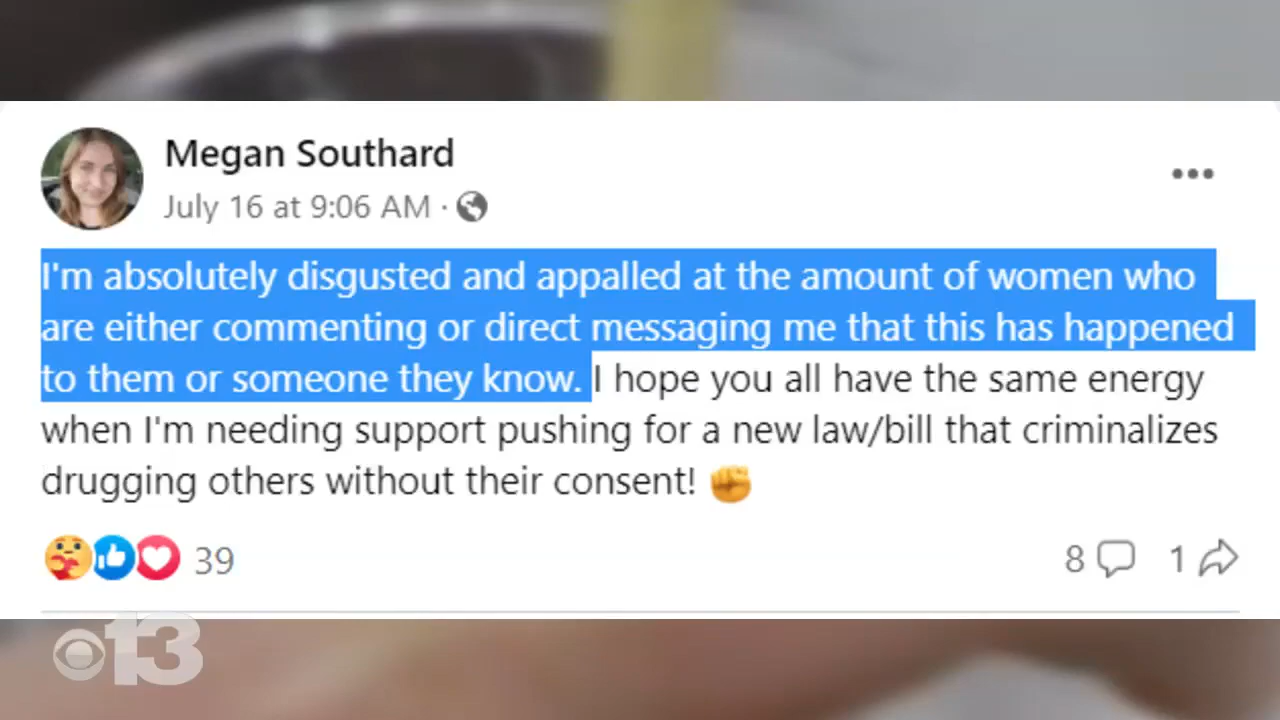 Megan Southard
July 16 at 9:06 AM ·
I'm absolutely disgusted and appalled at the amount of women who
are either commenting or direct messaging me that this has happened
to them or someone they know. I hope you all have the same energy
when I'm needing support pushing for a new law/bill that criminalizes
drugging others without their consent! ✊
39
8
1
13